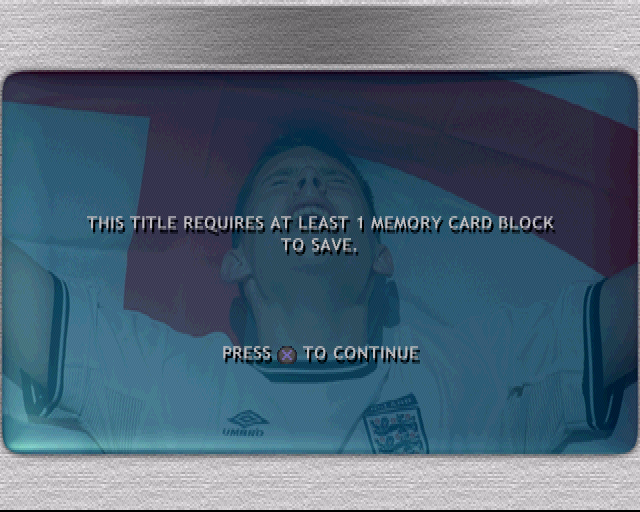 THIS TITLE REQUIRES AT LEAST 1 MEMORY CARD BLOCK
TO SAVE.
PRESS TO CONTINUE
UMBRO